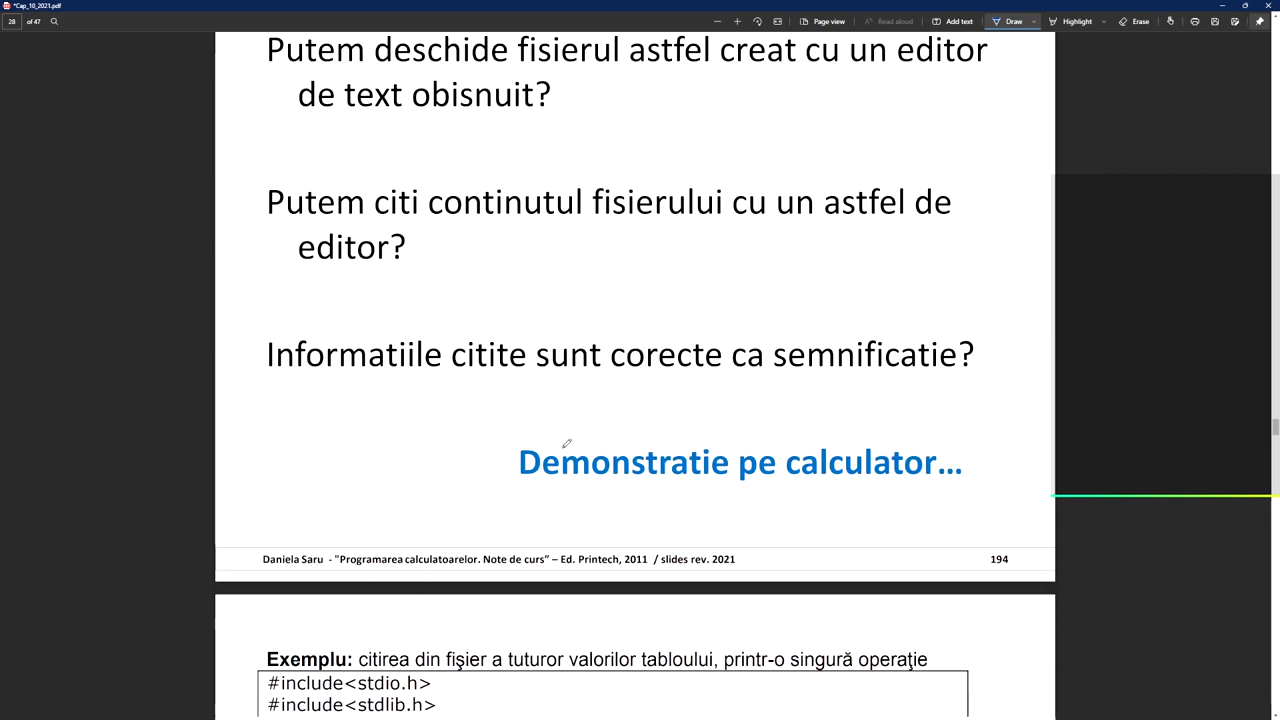 *Cap_10_2021.pdf
28 of 47 Page view Read aloud Add text Draw Highlight Erase
Putem deschide fisierul astfel creat cu un editor
de text obisnuit?
Putem citi continutul fisierului cu un astfel de
editor?
Informatiile citite sunt corecte ca semnificatie?
Demonstratie pe calculator…
Daniela Saru - "Programarea calculatoarelor. Note de curs" – Ed. Printech, 2011 / slides rev. 2021 194
Exemplu: citirea din fişier a tuturor valorilor tabloului, printr-o singură operaţie
#include<stdio.h>
#include<stdlib.h>